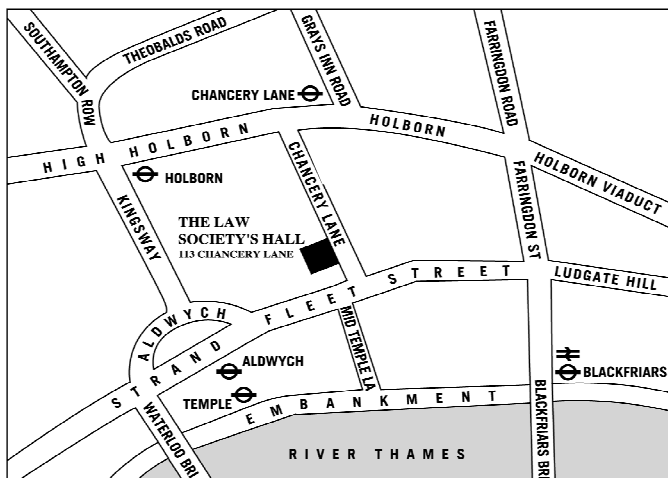 SOUTHAMPTON ROW
THEOBALDS ROAD
GRAYS INN ROAD
FARRINGDON ROAD
CHANCERY LANE
HIGH HOLBORN
HOLBORN
HOLBORN VIADUCT
HOLBORN
KINGSWAY
CHANCERY LANE
FARRINGDON ST
THE LAW
SOCIETY'S HALL
113 CHANCERY LANE
FLEET STREET
LUDGATE HILL
ALDWYCH
STRAND
MID TEMPLE LA
ALDWYCH
TEMPLE
BLACKFRIARS
EMBANKMENT
WATERLOO BRI
BLACKFRIARS BRI
RIVER THAMES